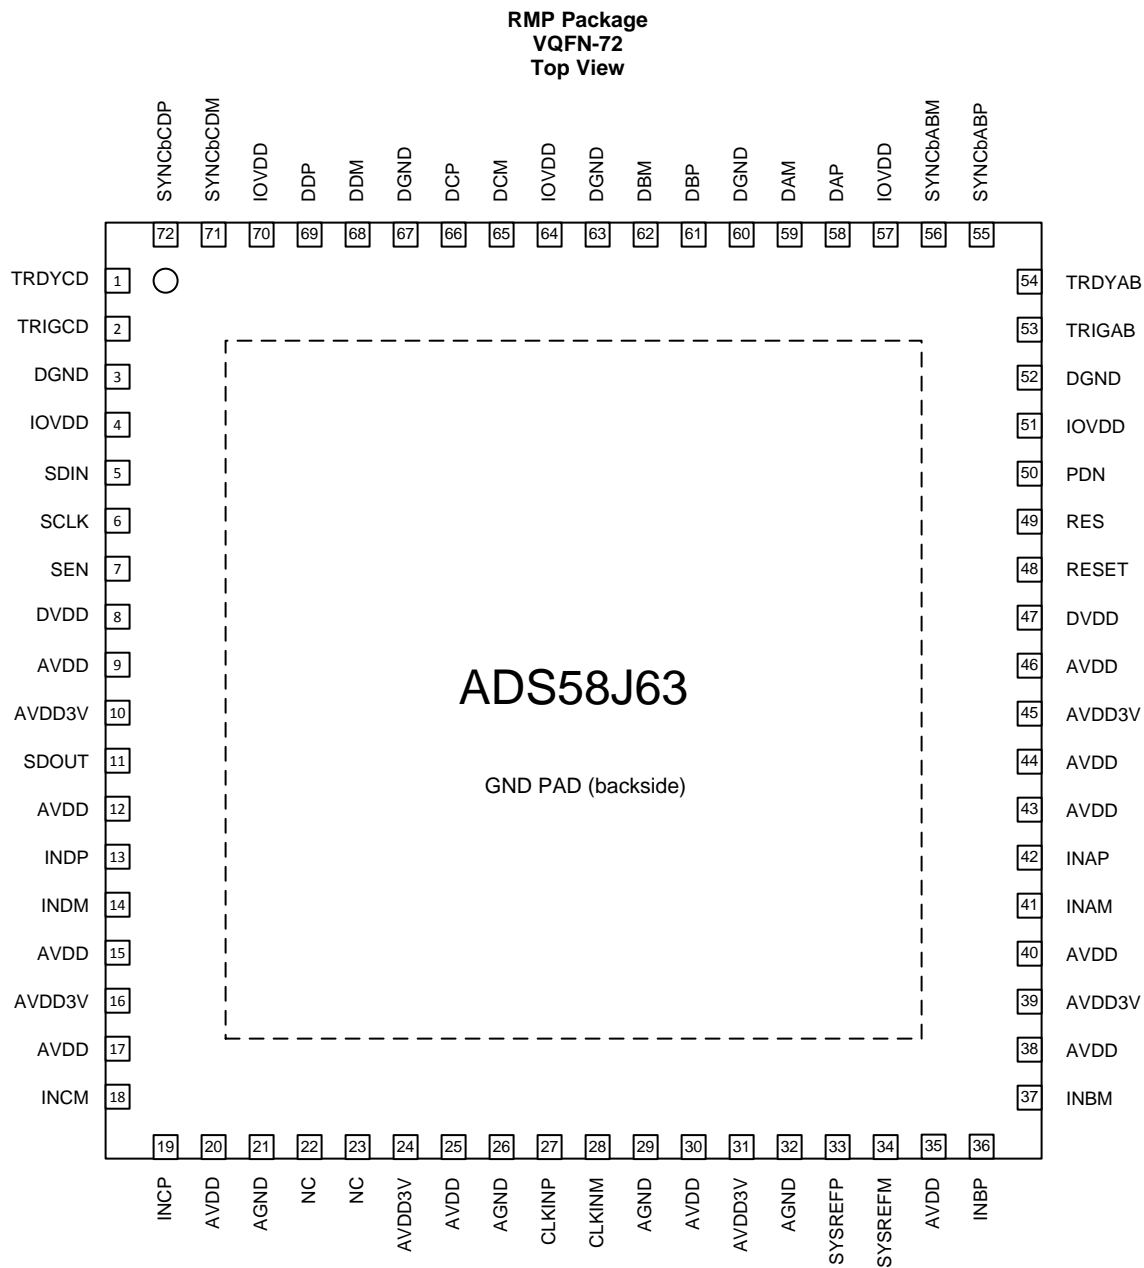 RMP Package
VQFN-72
Top View
SYNCbCDP
SYNCbCDM
IOVDD
DDP
DDM
DGND
DCP
DCM
IOVDD
DGND
DBM
DBP
DGND
DAM
DAP
IOVDD
SYNCbABM
SYNCbABP
72 71 70 69 68 67 66 65 64 63 62 61 60 59 58 57 56 55
TRDYCD 1 54 TRDYAB
TRIGCD 2 53 TRIGAB
DGND 3 52 DGND
IOVDD 4 51 IOVDD
SDIN 5 50 PDN
SCLK 6 49 RES
SEN 7 48 RESET
DVDD 8 47 DVDD
AVDD 9 46 AVDD
AVDD3V 10 45 AVDD3V
ADS58J63
SDOUT 11 44 AVDD
GND PAD (backside)
AVDD 12 43 AVDD
INDP 13 42 INAP
INDM 14 41 INAM
AVDD 15 40 AVDD
AVDD3V 16 39 AVDD3V
AVDD 17 38 AVDD
INCM 18 37 INBM
19 20 21 22 23 24 25 26 27 28 29 30 31 32 33 34 35 36
INCP
AVDD
AGND
NC
NC
AVDD3V
AVDD
AGND
CLKINP
CLKINM
AGND
AVDD
AVDD3V
AGND
SYSREFP
SYSREFM
AVDD
INBP